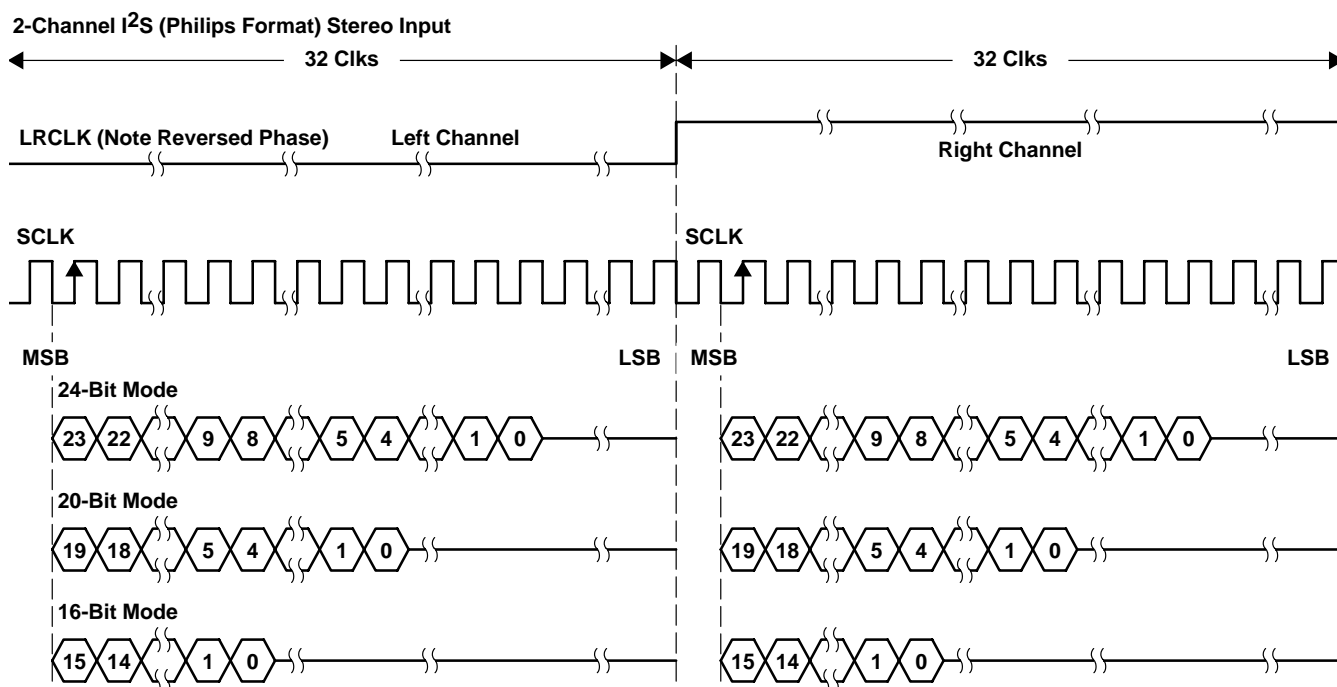 2-Channel I²S (Philips Format) Stereo Input
32 Clks 32 Clks
LRCLK (Note Reversed Phase) Left Channel
Right Channel
SCLK SCLK
MSB LSB MSB LSB
24-Bit Mode
23 22 9 8 5 4 1 0 23 22 9 8 5 4 1 0
20-Bit Mode
19 18 5 4 1 0 19 18 5 4 1 0
16-Bit Mode
15 14 1 0 15 14 1 0